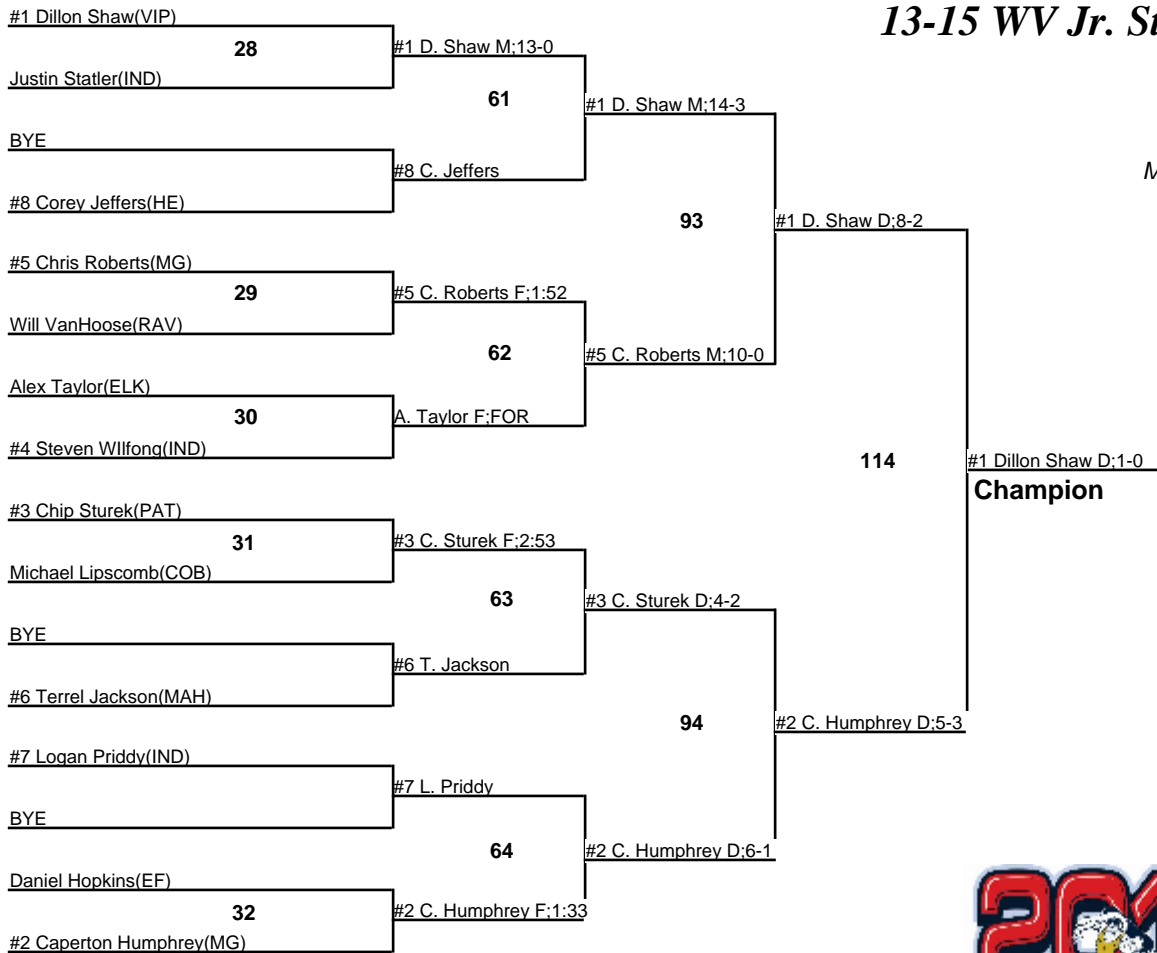 13-15 WV Jr. St
#1 Dillon Shaw(VIP)
28
Justin Statler(IND)
#1 D. Shaw M;13-0
61
BYE
#8 Corey Jeffers(HE)
#8 C. Jeffers
#1 D. Shaw M;14-3
M
93
#5 Chris Roberts(MG)
29
Will VanHoose(RAV)
#5 C. Roberts F;1:52
62
Alex Taylor(ELK)
30
#4 Steven WIlfong(IND)
A. Taylor F;FOR
#5 C. Roberts M;10-0
#1 D. Shaw D;8-2
114
#1 Dillon Shaw D;1-0
Champion
#3 Chip Sturek(PAT)
31
Michael Lipscomb(COB)
#3 C. Sturek F;2:53
63
BYE
#6 Terrel Jackson(MAH)
#6 T. Jackson
#3 C. Sturek D;4-2
94
#2 C. Humphrey D;5-3
#7 Logan Priddy(IND)
BYE
#7 L. Priddy
64
Daniel Hopkins(EF)
32
#2 Caperton Humphrey(MG)
#2 C. Humphrey F;1:33
#2 C. Humphrey D;6-1